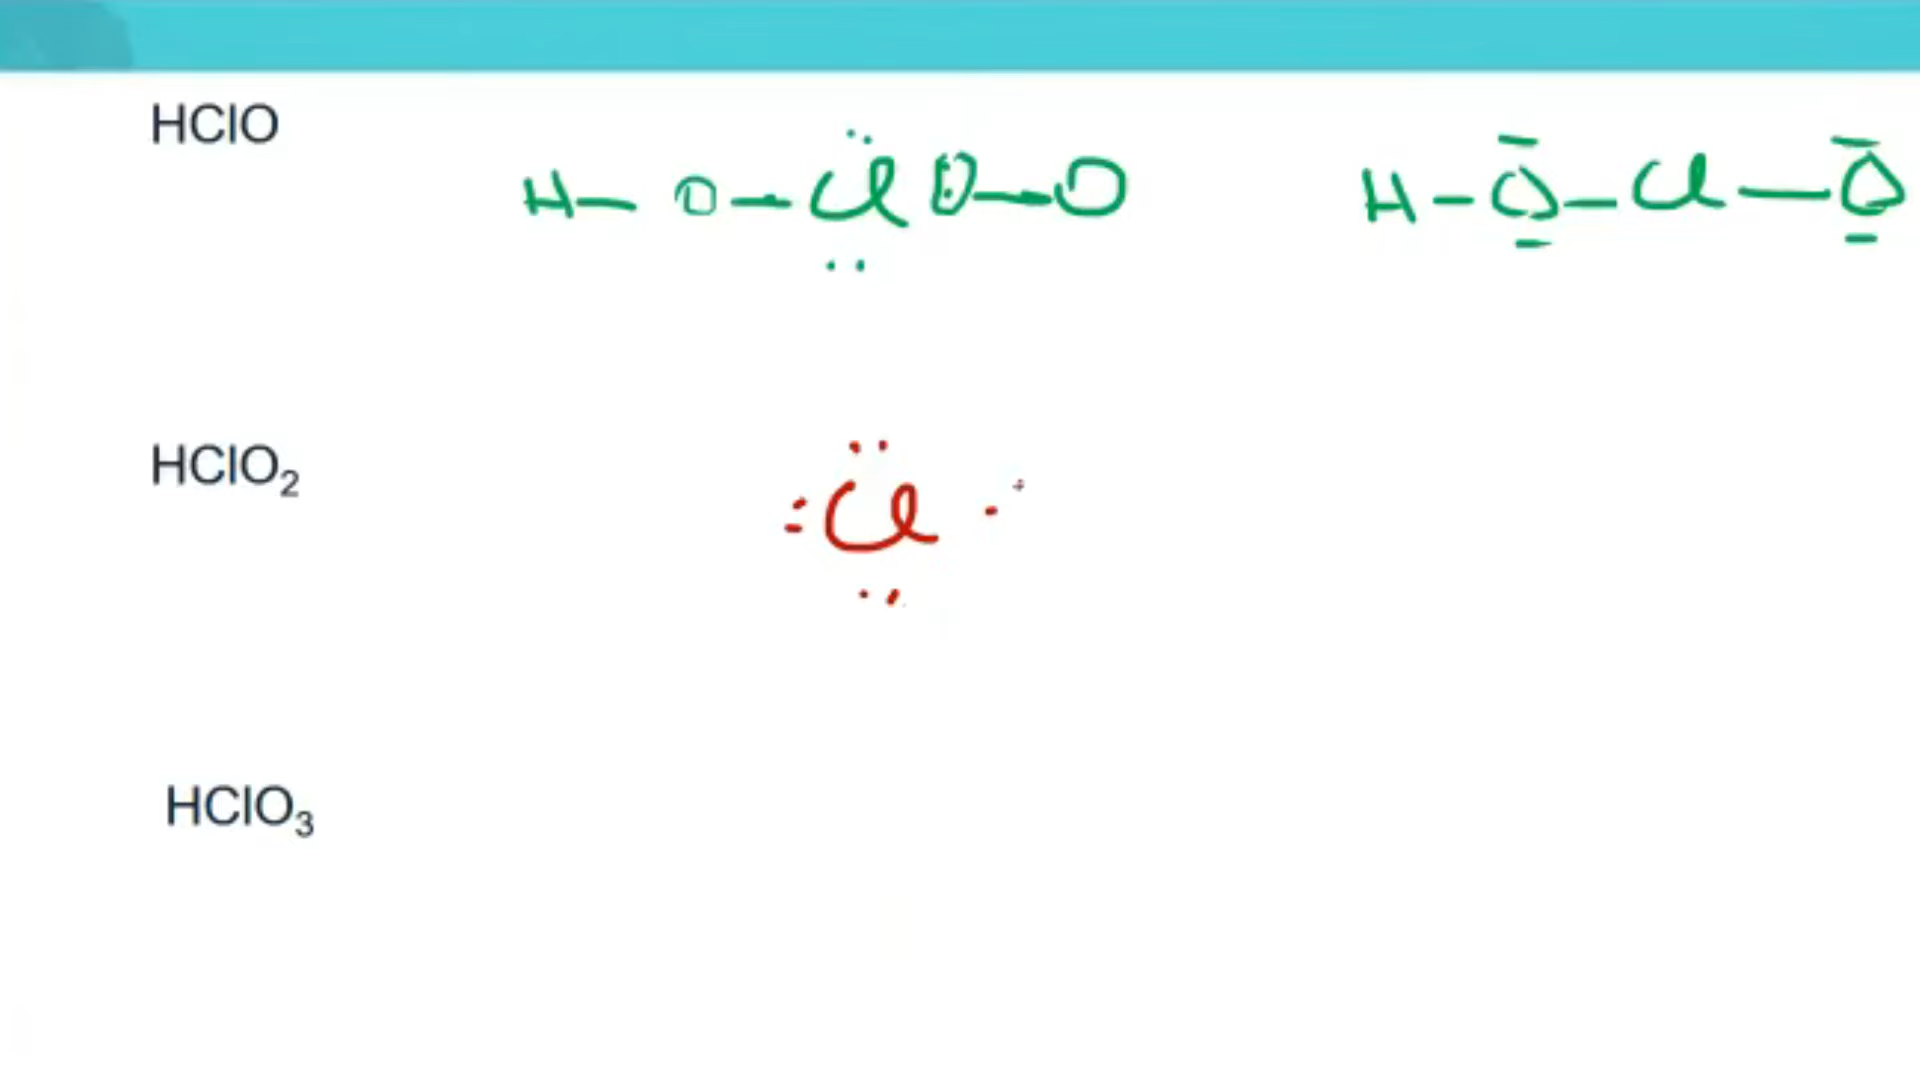 HClO
H— O—Cl O—O
H–O–Cl—O
HClO₂
Cl
HClO₃